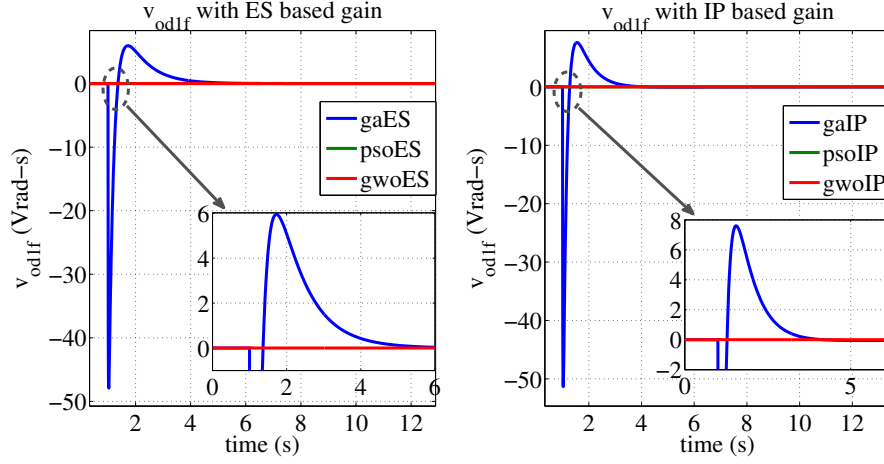 v_od1f with ES based gain
0
−10
−20
−30
−40
−50
v_od1f (Vrad−s)
gaES
psoES
gwoES
6
4
2
0
0 2 4 6
2 4 6 8 10 12
time (s)
v_od1f with IP based gain
0
−10
−20
−30
−40
−50
v_od1f (Vrad−s)
gaIP
psoIP
gwoIP
8
6
4
2
0
−2
0 5
2 4 6 8 10 12
time (s)